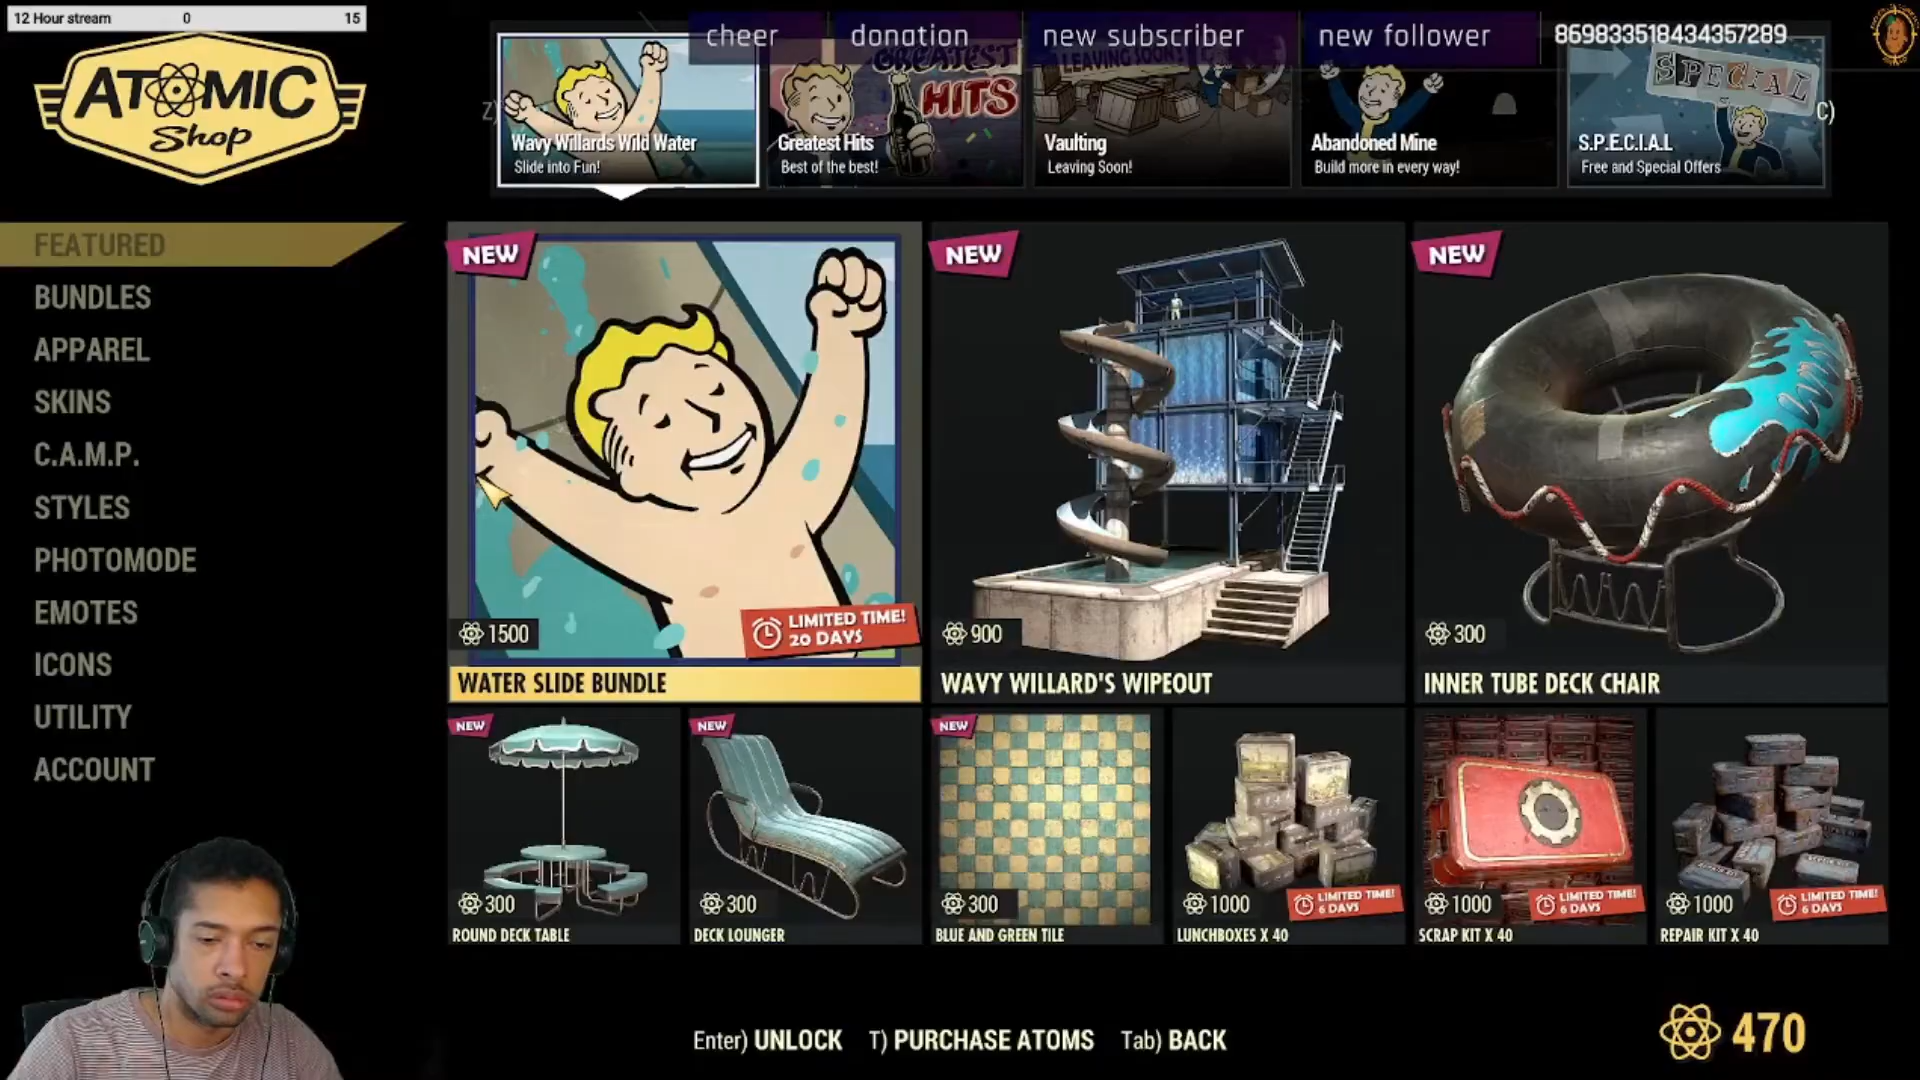 12 Hour stream 0 15
cheer donation new subscriber new follower 869833518434357289
ATOMIC
Shop
Z)
Wavy Willards Wild Water
Slide into Fun!
GREATEST
HITS
Greatest Hits
Best of the best!
LEAVING SOON!
Vaulting
Leaving Soon!
Abandoned Mine
Build more in every way!
SPECIAL
S.P.E.C.I.A.L
Free and Special Offers
C)
FEATURED
BUNDLES
APPAREL
SKINS
C.A.M.P.
STYLES
PHOTOMODE
EMOTES
ICONS
UTILITY
ACCOUNT
NEW
1500
LIMITED TIME!
20 DAYS
WATER SLIDE BUNDLE
NEW
900
WAVY WILLARD'S WIPEOUT
NEW
300
INNER TUBE DECK CHAIR
NEW
300
ROUND DECK TABLE
NEW
300
DECK LOUNGER
NEW
300
BLUE AND GREEN TILE
1000
LIMITED TIME!
6 DAYS
LUNCHBOXES X 40
1000
LIMITED TIME!
6 DAYS
SCRAP KIT X 40
1000
LIMITED TIME!
6 DAYS
REPAIR KIT X 40
Enter) UNLOCK T) PURCHASE ATOMS Tab) BACK
470